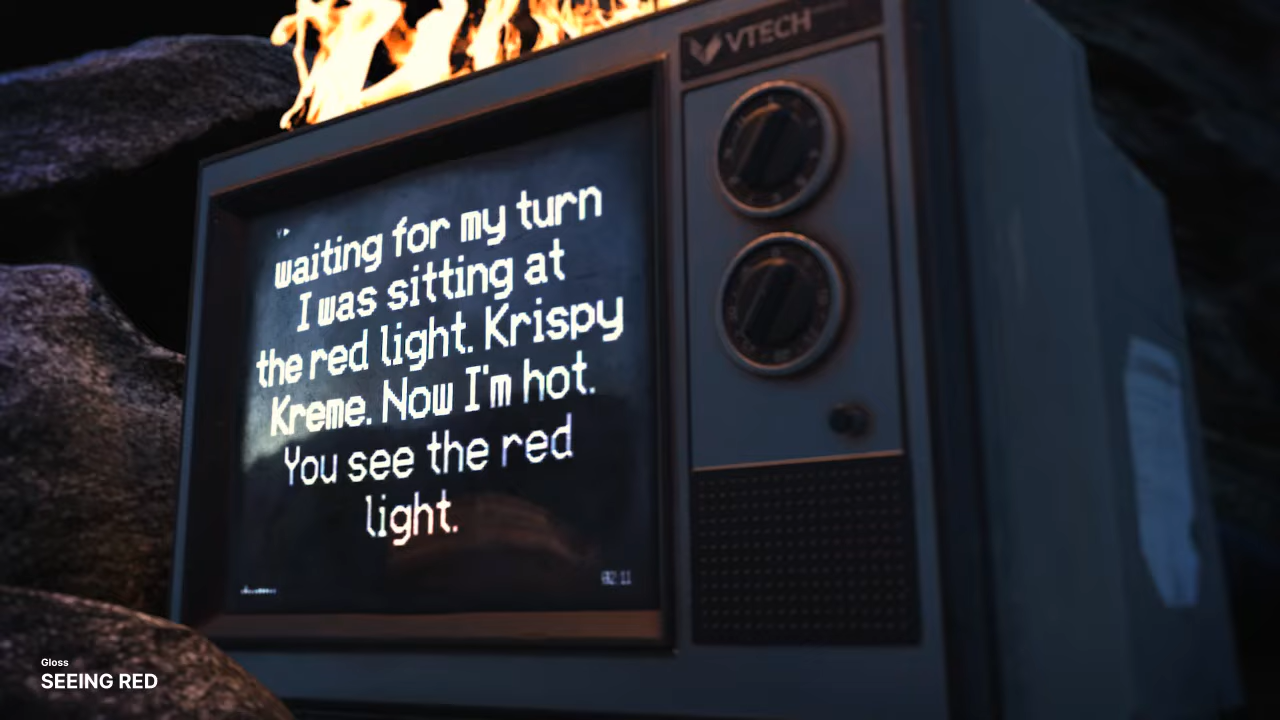 VTECH
waiting for my turn
I was sitting at
the red light. Krispy
Kreme. Now I'm hot.
You see the red
light.
Gloss
SEEING RED